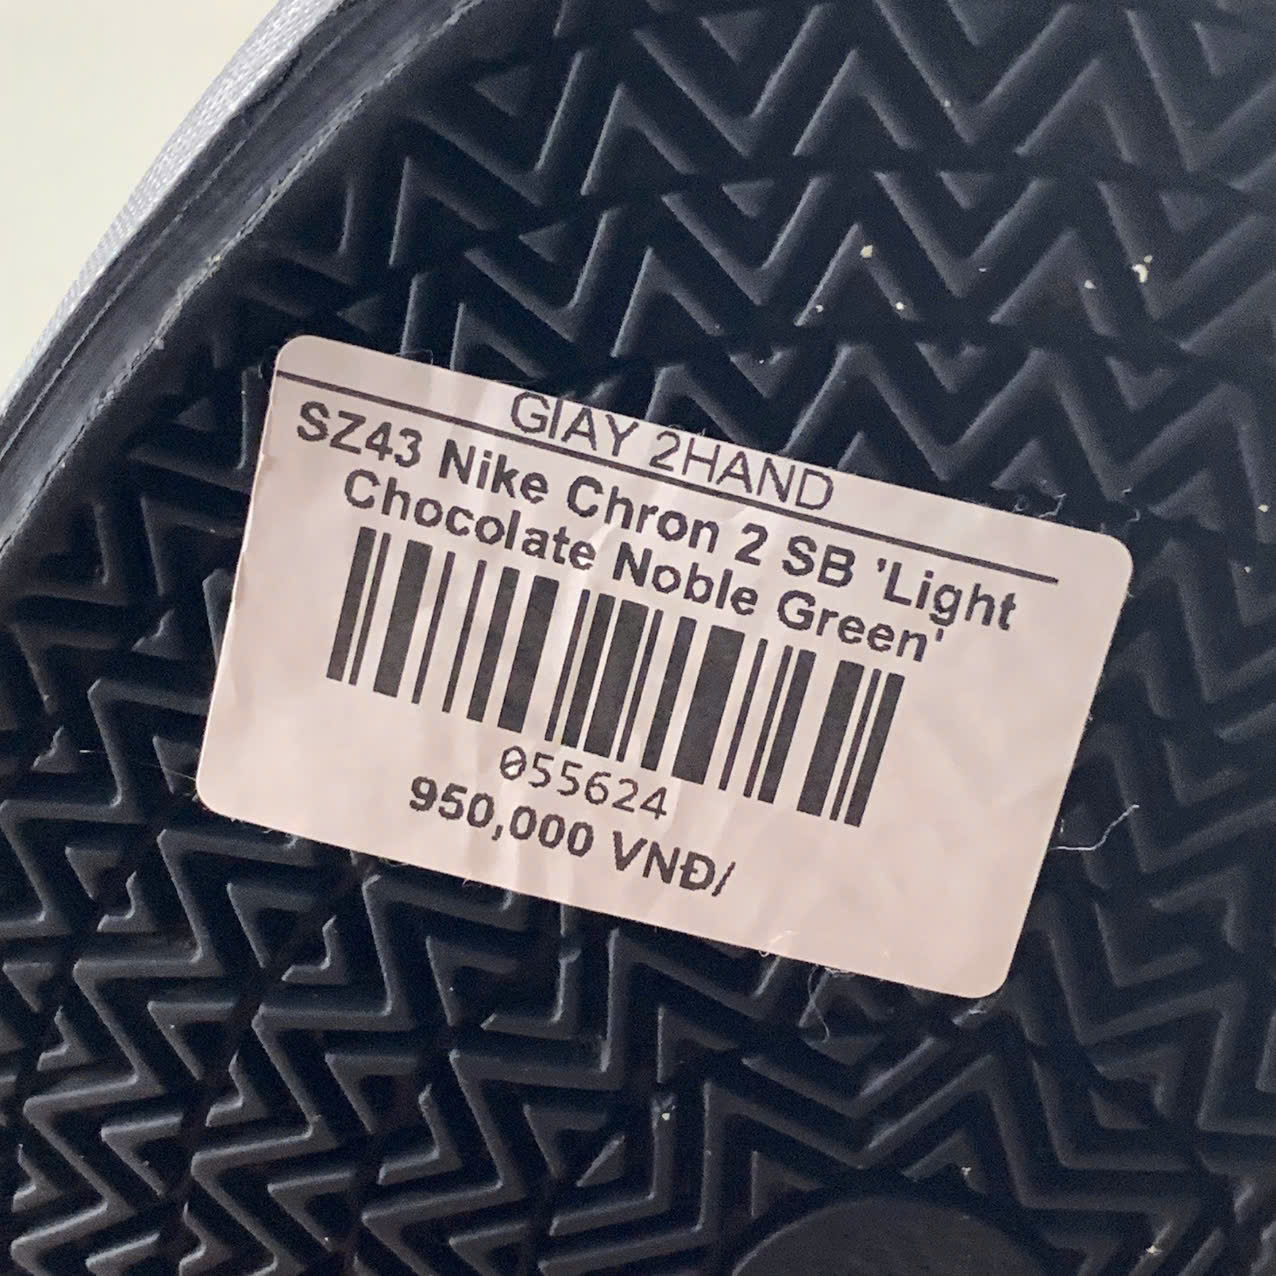 GIAY 2HAND
SZ43 Nike Chron 2 SB 'Light
Chocolate Noble Green'
055624
950,000 VNĐ/